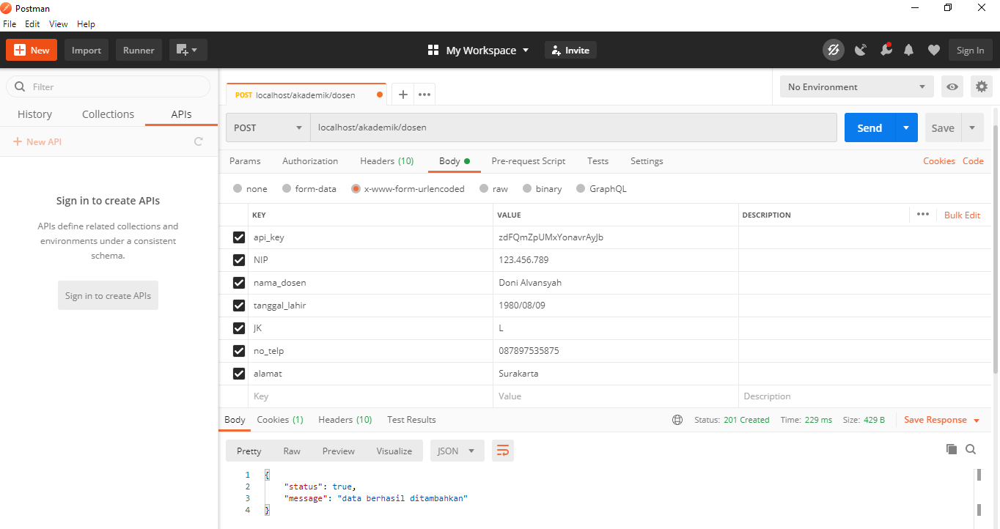 Postman
File Edit View Help
New Import Runner My Workspace Invite Sign In
Filter
History Collections APIs
New API
Sign in to create APIs
APIs define related collections and
environments under a consistent
schema.
Sign in to create APIs
POST localhost/akademik/dosen
No Environment
POST localhost/akademik/dosen Send Save
Params Authorization Headers (10) Body Pre-request Script Tests Settings Cookies Code
none form-data x-www-form-urlencoded raw binary GraphQL
KEY VALUE DESCRIPTION Bulk Edit
api_key zdFQmZpUMxYonavrAyJb
NIP 123.456.789
nama_dosen Doni Alvansyah
tanggal_lahir 1980/08/09
JK L
no_telp 087897535875
alamat Surakarta
Key Value Description
Body Cookies (1) Headers (10) Test Results Status: 201 Created Time: 229 ms Size: 429 B Save Response
Pretty Raw Preview Visualize JSON
1 {
2 "status": true,
3 "message": "data berhasil ditambahkan"
4 }